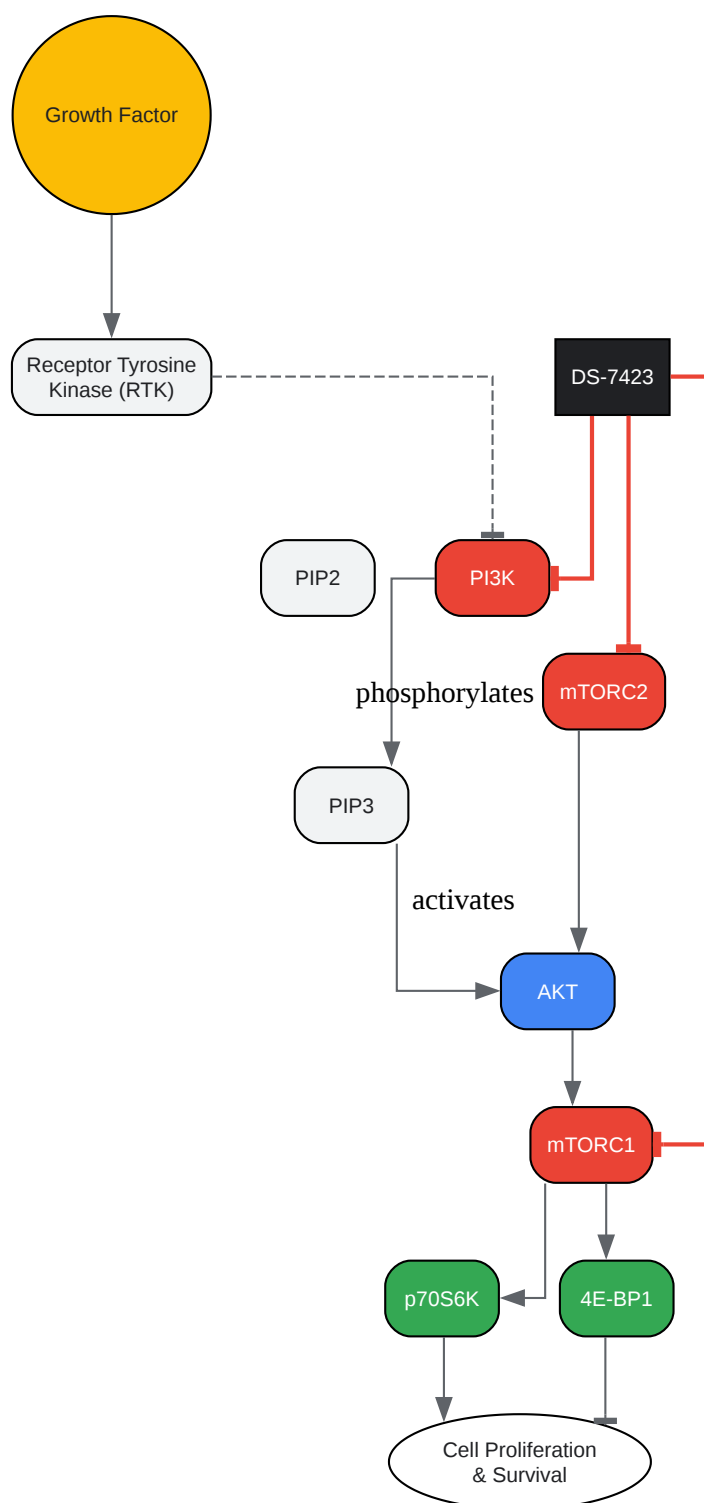 Growth Factor
Receptor Tyrosine
Kinase (RTK)
DS-7423
PIP2
PI3K
phosphorylates
mTORC2
PIP3
activates
AKT
mTORC1
p70S6K
4E-BP1
Cell Proliferation
& Survival